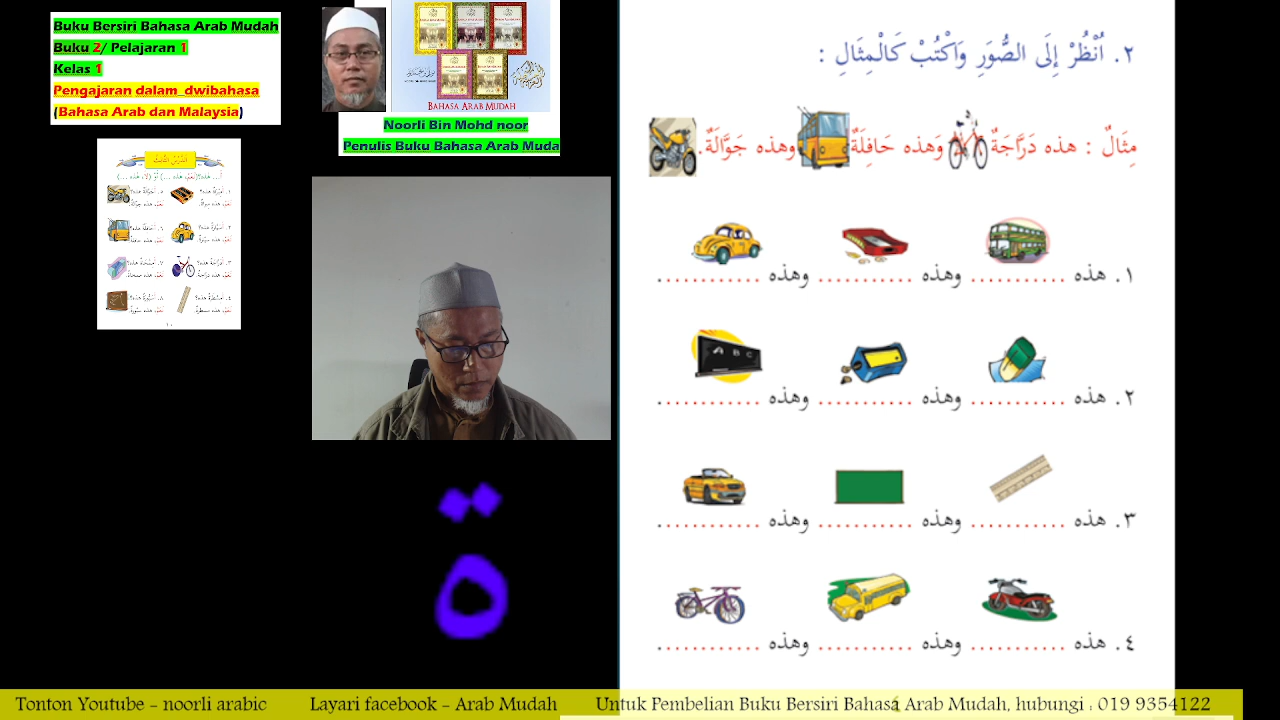 Buku Bersiri Bahasa Arab Mudah
Buku 2/ Pelajaran 1
Kelas 1
Pengajaran dalam dwibahasa
(Bahasa Arab dan Malaysia)
BAHASA ARAB MUDAH
Noorli Bin Mohd noor
Penulis Buku Bahasa Arab Muda
٢. اُنْظُرْ إِلَى الصُّوَرِ وَاكْتُبْ كَالْمِثَالِ :
مِثَالٌ : هذه دَرَّاجَةٌ وَهذه حَافِلَةٌ وهذه جَوَّالَةٌ.
١. هذه ........... وهذه ........... وهذه ...........
A B C
٢. هذه ........... وهذه ........... وهذه ...........
٣. هذه ........... وهذه ........... وهذه ...........
٤. هذه ........... وهذه ........... وهذه ...........
ة
Tonton Youtube - noorli arabic Layari facebook - Arab Mudah Untuk Pembelian Buku Bersiri Bahasa Arab Mudah, hubungi : 019 9354122